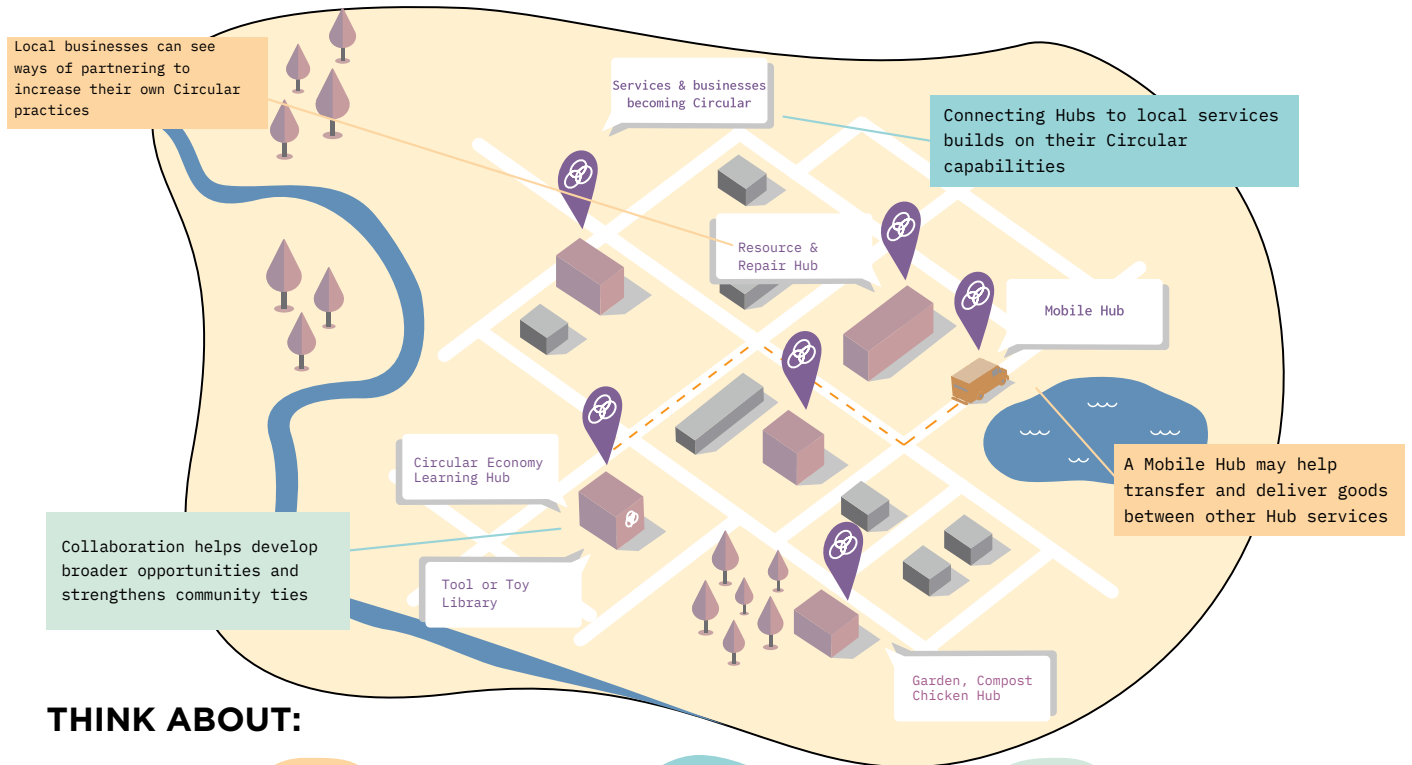 Local businesses can see
ways of partnering to
increase their own Circular
practices
Services & businesses
becoming Circular
Connecting Hubs to local services
builds on their Circular
capabilities
Resource &
Repair Hub
Mobile Hub
Circular Economy
Learning Hub
A Mobile Hub may help
transfer and deliver goods
between other Hub services
Collaboration helps develop
broader opportunities and
strengthens community ties
Tool or Toy
Library
Garden, Compost
Chicken Hub
THINK ABOUT: